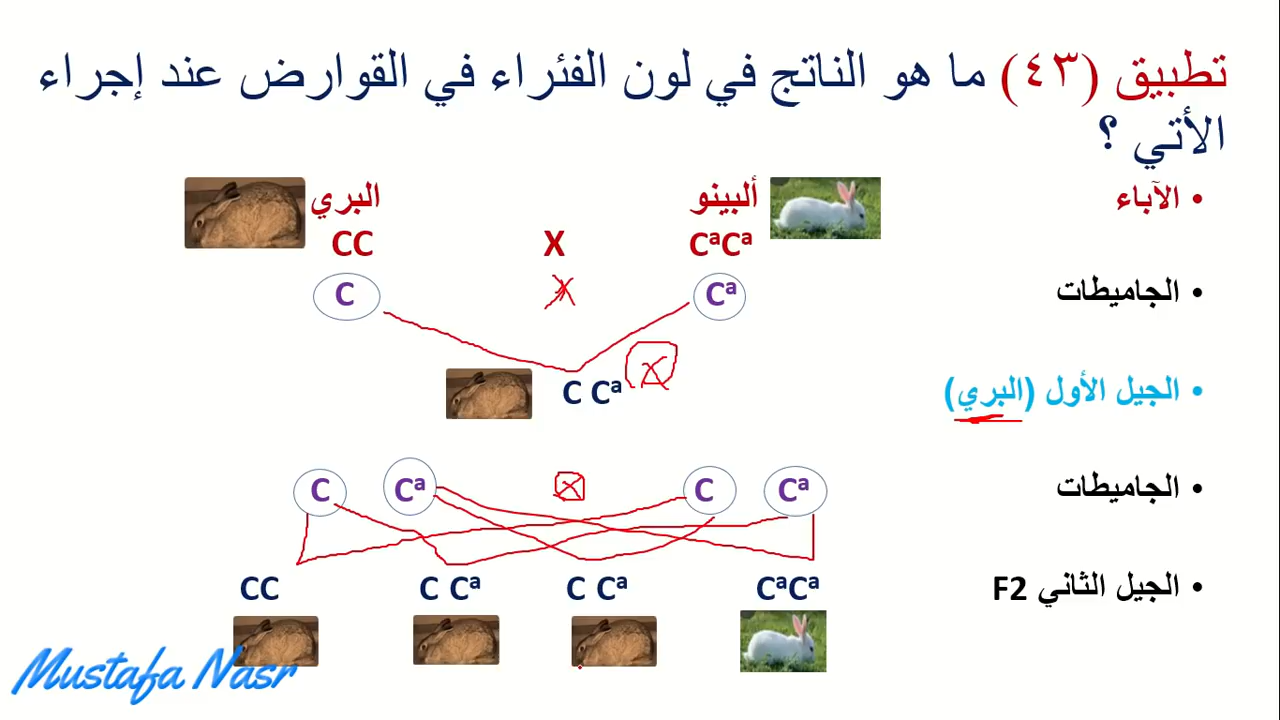 تطبيق (٤٣) ما هو الناتج في لون الفئراء في القوارض عند إجراء
الأتي ؟
• الآباء ألبينو البري
CC X CᵃCᵃ
• الجاميطات
C X Cᵃ
• الجيل الأول (البري)
C Cᵃ X
• الجاميطات
C Cᵃ X C Cᵃ
• الجيل الثاني F2
CC C Cᵃ C Cᵃ CᵃCᵃ
Mustafa Nasr